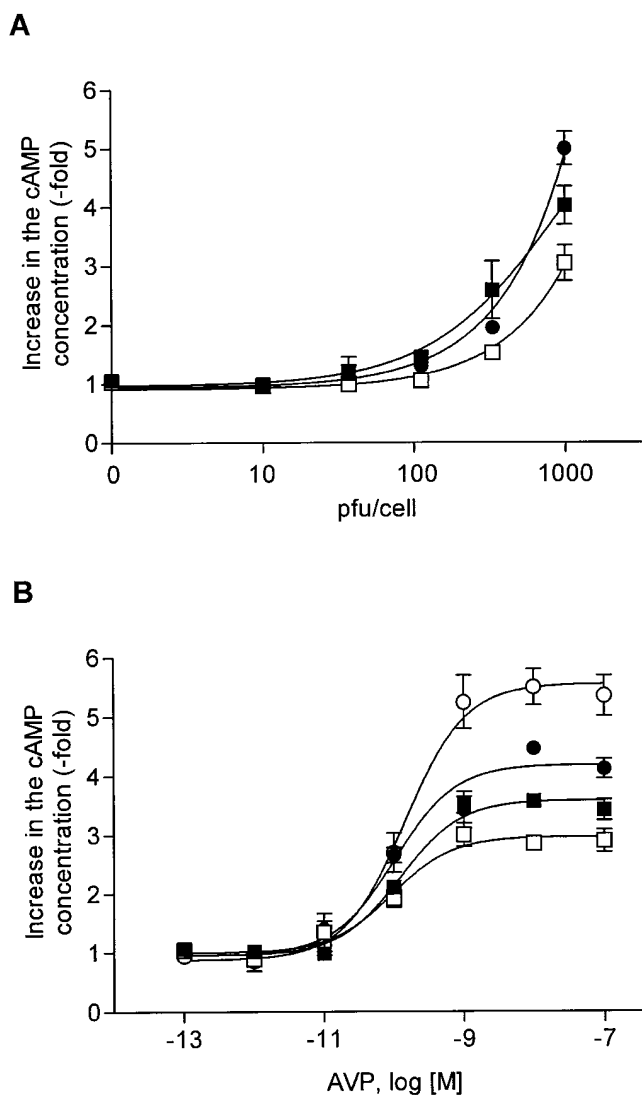 A
6
5
4
3
2
1
0
Increase in the cAMP
concentration (-fold)
0 10 100 1000
pfu/cell
B
6
5
4
3
2
1
0
Increase in the cAMP
concentration (-fold)
-13 -11 -9 -7
AVP, log [M]